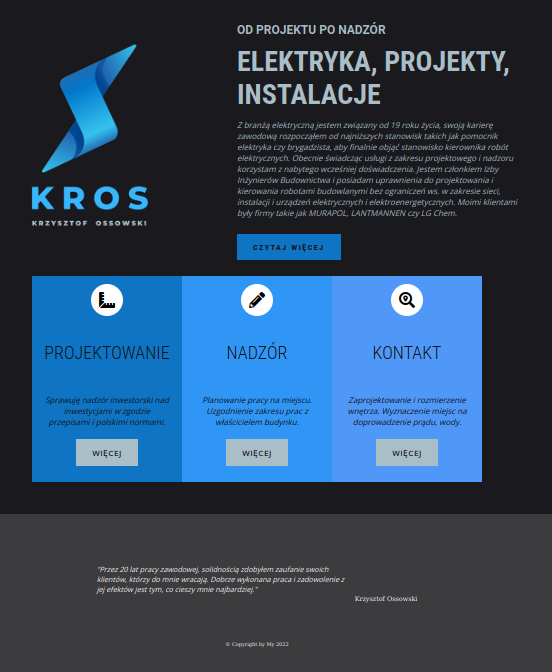 OD PROJEKTU PO NADZÓR
ELEKTRYKA, PROJEKTY,
INSTALACJE
Z branżą elektryczną jestem związany od 19 roku życia, swoją karierę
zawodową rozpocząłem od najniższych stanowisk takich jak pomocnik
elektryka czy brygadzista, aby finalnie objąć stanowisko kierownika robót
elektrycznych. Obecnie świadcząc usługi z zakresu projektowego i nadzoru
korzystam z nabytego wcześniej doświadczenia. Jestem członkiem Izby
Inżynierów Budownictwa i posiadam uprawnienia do projektowania i
kierowania robotami budowlanymi bez ograniczeń ws. w zakresie sieci,
instalacji i urządzeń elektrycznych i elektroenergetycznych. Moimi klientami
były firmy takie jak MURAPOL, LANTMANNEN czy LG Chem.
CZYTAJ WIĘCEJ
KROS
KRZYSZTOF OSSOWSKI
PROJEKTOWANIE
Sprawuję nadzór inwestorski nad
inwestycjami w zgodzie
przepisami i polskimi normami.
WIĘCEJ
NADZÓR
Planowanie pracy na miejscu.
Uzgodnienie zakresu prac z
właścicielem budynku.
WIĘCEJ
KONTAKT
Zaprojektowanie i rozmierzenie
wnętrza. Wyznaczenie miejsc na
doprowadzenie prądu, wody.
WIĘCEJ
"Przez 20 lat pracy zawodowej, solidnością zdobyłem zaufanie swoich
klientów, którzy do mnie wracają. Dobrze wykonana praca i zadowolenie z
jej efektów jest tym, co cieszy mnie najbardziej."
Krzysztof Ossowski
© Copyright by My 2022